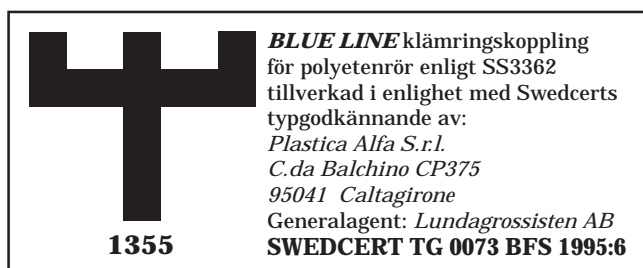 BLUE LINE klämringskoppling
för polyetenrör enligt SS3362
tillverkad i enlighet med Swedcerts
typgodkännande av:
Plastica Alfa S.r.l.
C.da Balchino CP375
95041 Caltagirone
Generalagent: Lundagrossisten AB
SWEDCERT TG 0073 BFS 1995:6
1355